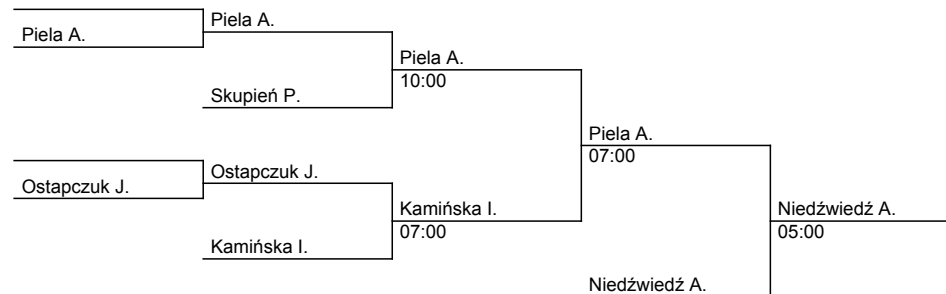 Piela A.
Piela A.
Piela A.
10:00
Skupień P.
Piela A.
07:00
Ostapczuk J.
Ostapczuk J.
Kamińska I.
07:00
Niedźwiedź A.
05:00
Kamińska I.
Niedźwiedź A.